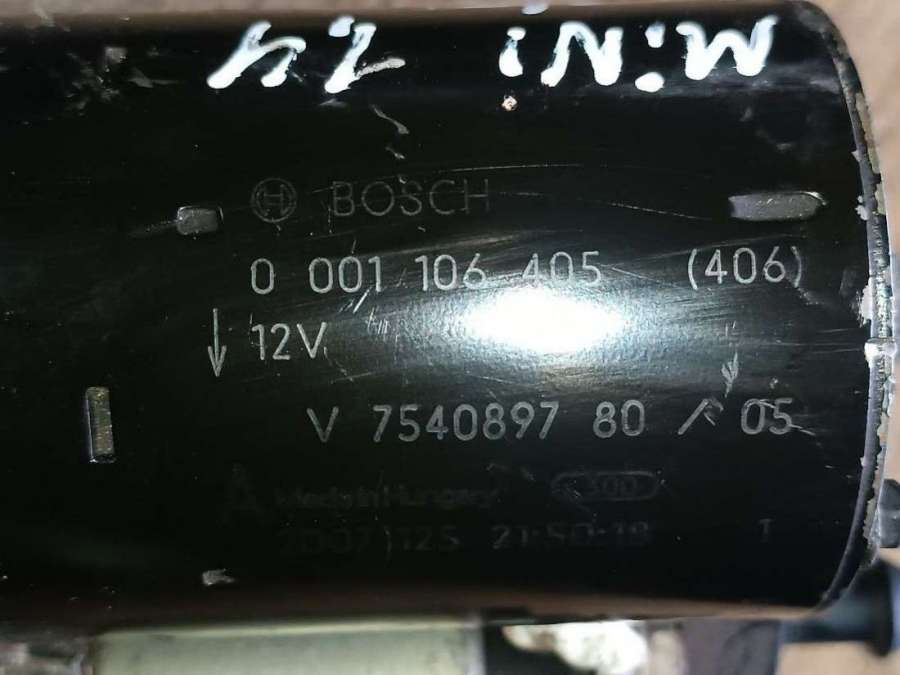 MiNi 1.4
BOSCH
0 001 106 405 (406)
12V
V 7540897 80 / 05
Made in Hungary